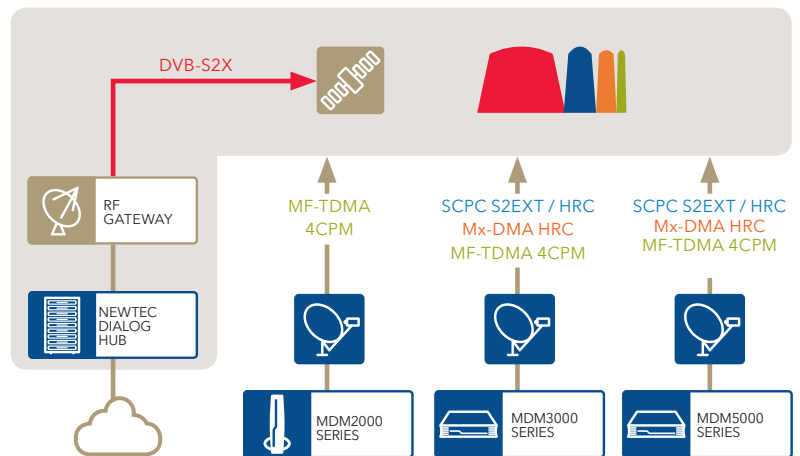 DVB-S2X
RF
GATEWAY
NEWTEC
DIALOG
HUB
MF-TDMA
4CPM
SCPC S2EXT / HRC
Mx-DMA HRC
MF-TDMA 4CPM
SCPC S2EXT / HRC
Mx-DMA HRC
MF-TDMA 4CPM
MDM2000
SERIES
MDM3000
SERIES
MDM5000
SERIES